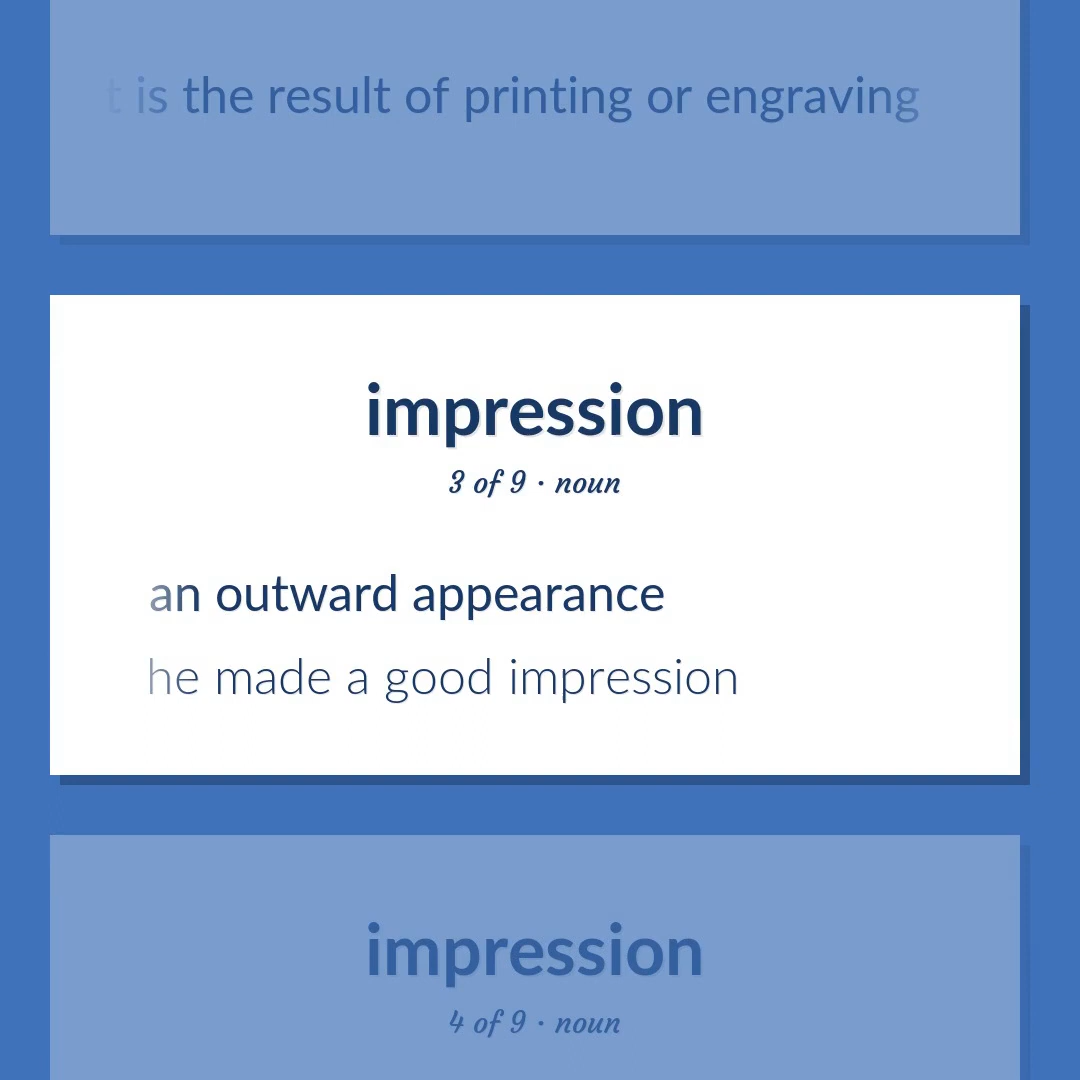 t is the result of printing or engraving
impression
3 of 9 · noun
an outward appearance
he made a good impression
impression
4 of 9 · noun